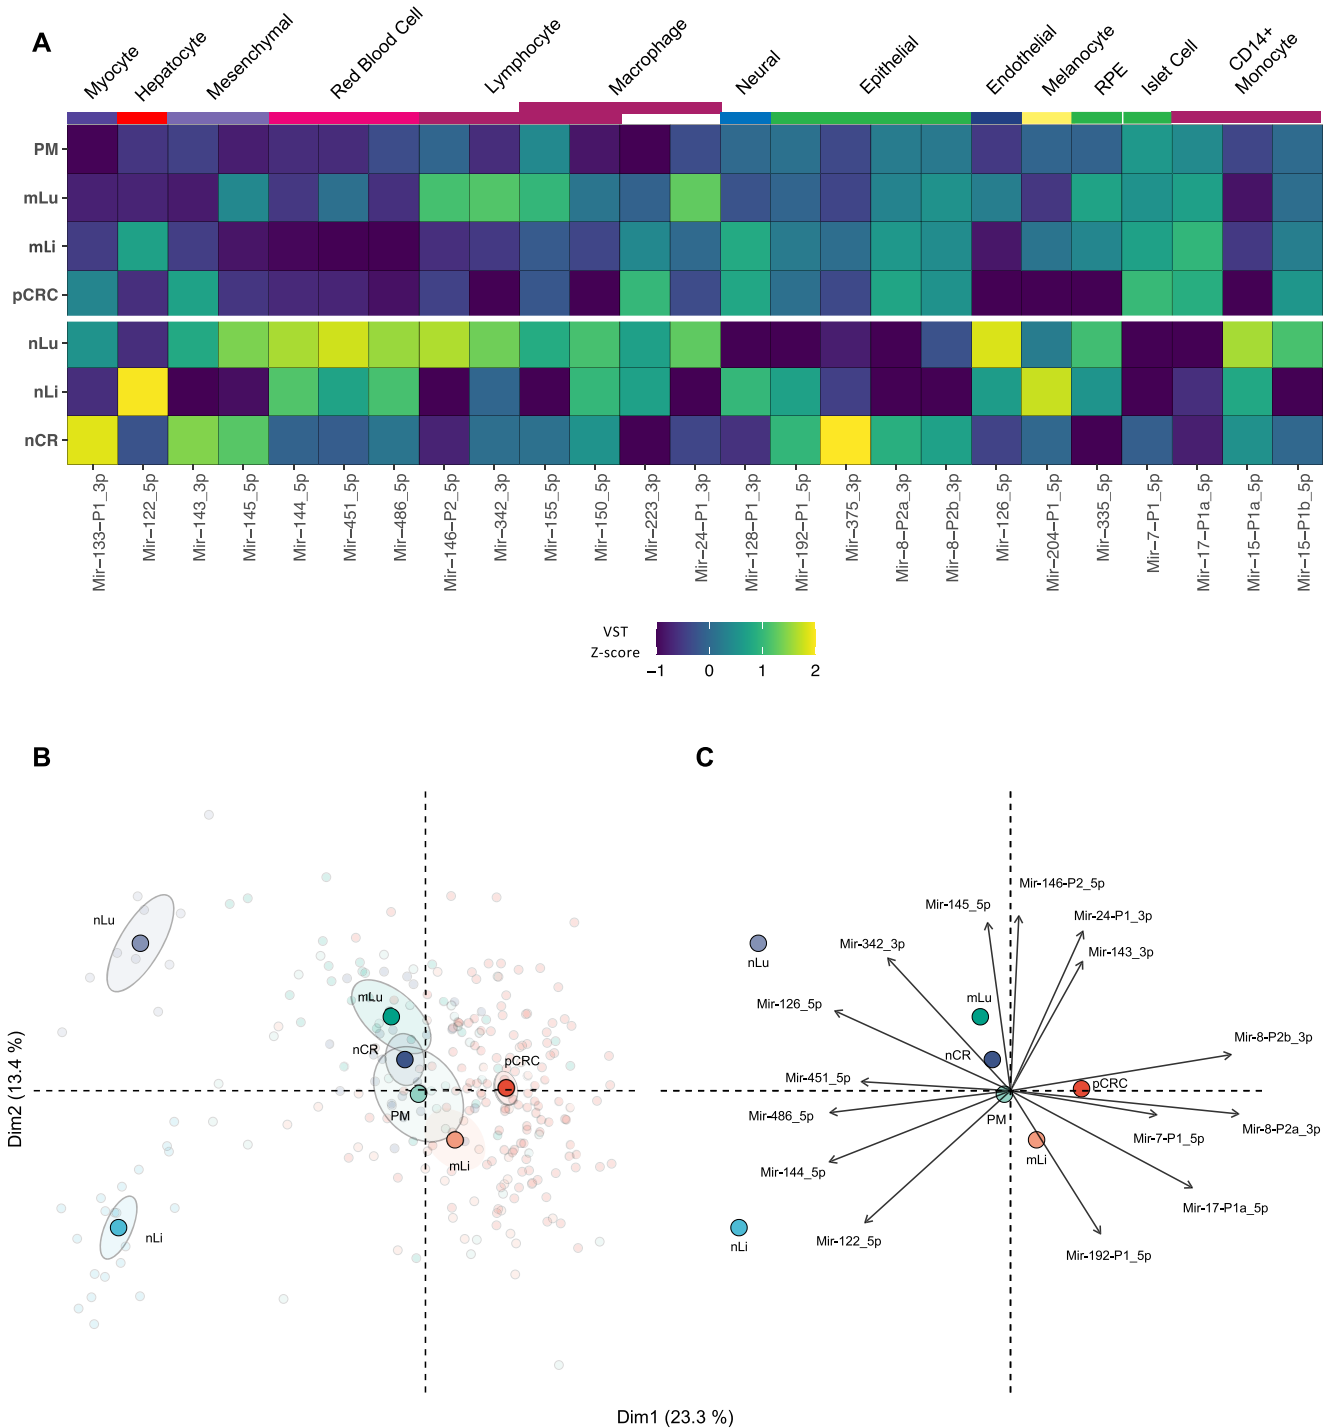 A
Myocyte
Hepatocyte
Mesenchymal
Red Blood Cell
Lymphocyte
Macrophage
Neural
Epithelial
Endothelial
Melanocyte
RPE
Islet Cell
CD14+
Monocyte
PM
mLu
mLi
pCRC
nLu
nLi
nCR
Mir−133−P1_3p
Mir−122_5p
Mir−143_3p
Mir−145_5p
Mir−144_5p
Mir−451_5p
Mir−486_5p
Mir−146−P2_5p
Mir−342_3p
Mir−155_5p
Mir−150_5p
Mir−223_3p
Mir−24−P1_3p
Mir−128−P1_3p
Mir−192−P1_5p
Mir−375_3p
Mir−8−P2a_3p
Mir−8−P2b_3p
Mir−126_5p
Mir−204−P1_5p
Mir−335_5p
Mir−7−P1_5p
Mir−17−P1a_5p
Mir−15−P1a_5p
Mir−15−P1b_5p
VST
Z-score
−1 0 1 2
B
nLu
mLu
nCR
pCRC
PM
mLi
nLi
Dim2 (13.4 %)
C
Mir-146-P2_5p
Mir-145_5p
Mir-24-P1_3p
Mir-342_3p
Mir-143_3p
nLu
mLu
Mir-126_5p
Mir-8-P2b_3p
nCR
Mir-451_5p
pCRC
Mir-486_5p
PM
Mir-8-P2a_3p
Mir-7-P1_5p
mLi
Mir-144_5p
Mir-17-P1a_5p
Mir-122_5p
nLi
Mir-192-P1_5p
Dim1 (23.3 %)